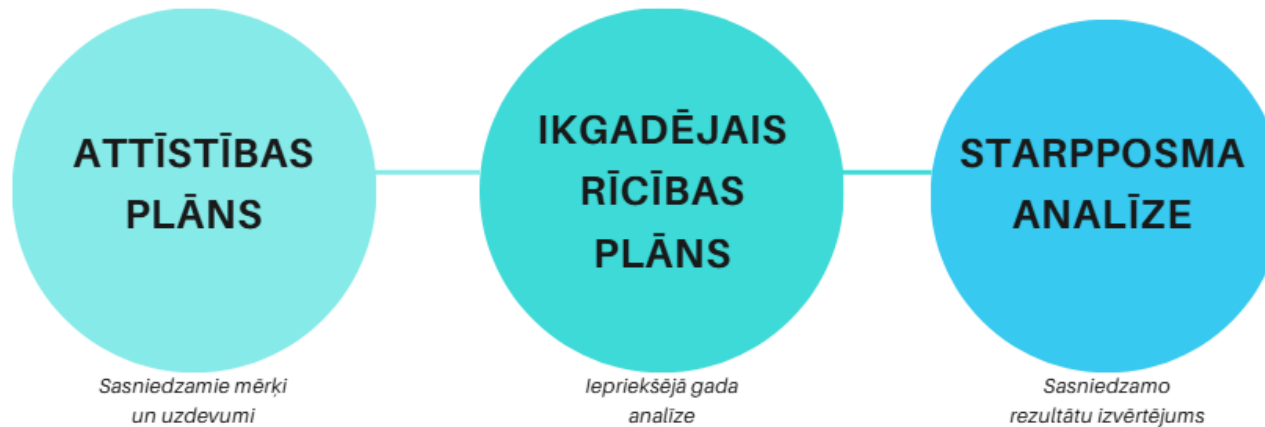 ATTĪSTĪBAS
PLĀNS
Sasniedzamie mērķi
un uzdevumi
IKGADĒJAIS
RĪCĪBAS
PLĀNS
Iepriekšējā gada
analīze
STARPPOSMA
ANALĪZE
Sasniedzamo
rezultātu izvērtējums